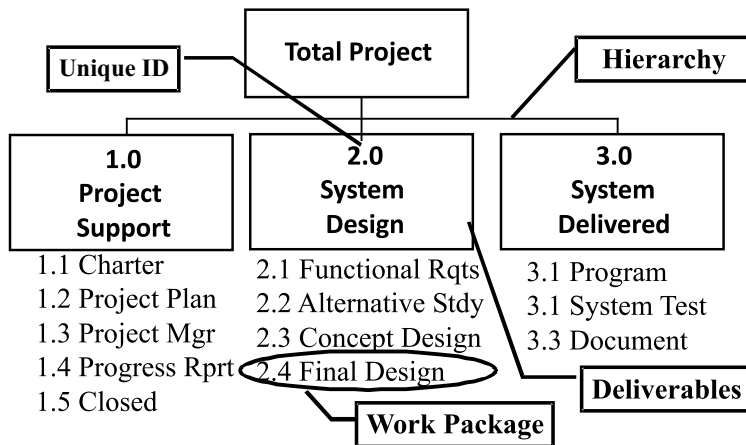 Total Project
Unique ID
Hierarchy
1.0
Project
Support
2.0
System
Design
3.0
System
Delivered
1.1 Charter
1.2 Project Plan
1.3 Project Mgr
1.4 Progress Rprt
1.5 Closed
2.1 Functional Rqts
2.2 Alternative Stdy
2.3 Concept Design
2.4 Final Design
3.1 Program
3.1 System Test
3.3 Document
Deliverables
Work Package